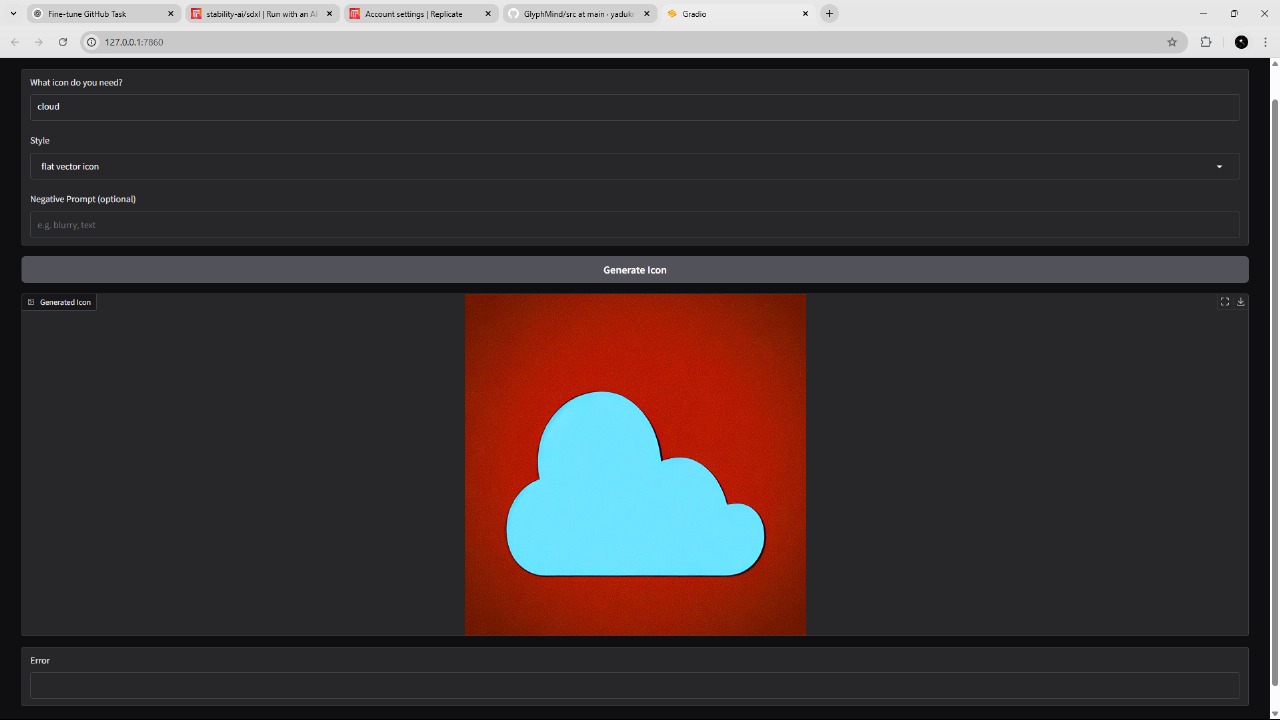 Fine-tune GitHub Task
stability-ai/sdxl | Run with an AI
Account settings | Replicate
GlyphMind/src at main · yaduk
Gradio
127.0.0.1:7860
What icon do you need?
cloud
Style
flat vector icon
Negative Prompt (optional)
e.g. blurry, text
Generate Icon
Generated Icon
Error